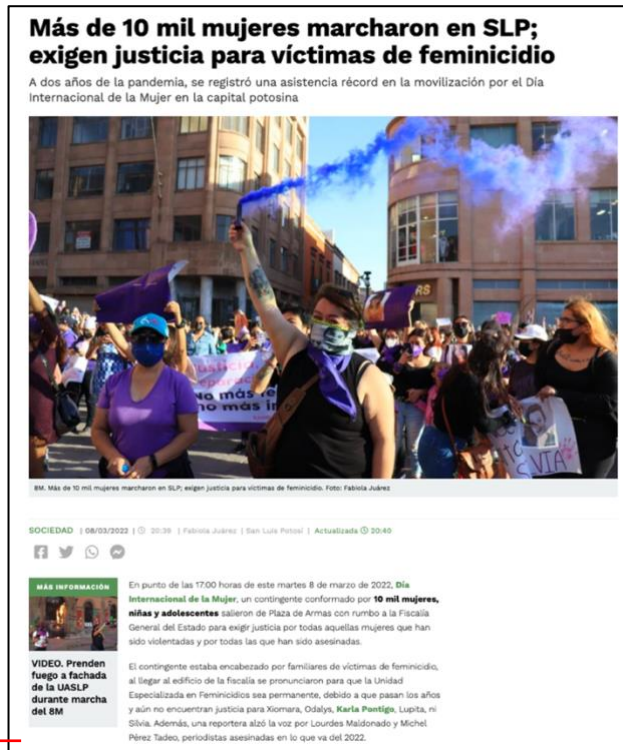 Más de 10 mil mujeres marcharon en SLP;
exigen justicia para víctimas de feminicidio
A dos años de la pandemia, se registró una asistencia récord en la movilización por el Día
Internacional de la Mujer en la capital potosina
No más fe
no más im
SILVIA
8M. Más de 10 mil mujeres marcharon en SLP; exigen justicia para víctimas de feminicidio. Foto: Fabiola Juárez
SOCIEDAD | 08/03/2022 | 20:39 | Fabiola Juárez | San Luis Potosí | Actualizada 20:40
MÁS INFORMACIÓN
VIDEO. Prenden
fuego a fachada
de la UASLP
durante marcha
del 8M
En punto de las 17:00 horas de este martes 8 de marzo de 2022, Día
Internacional de la Mujer, un contingente conformado por 10 mil mujeres,
niñas y adolescentes salieron de Plaza de Armas con rumbo a la Fiscalía
General del Estado para exigir justicia por todas aquellas mujeres que han
sido violentadas y por todas las que han sido asesinadas.
El contingente estaba encabezado por familiares de víctimas de feminicidio,
al llegar al edificio de la fiscalía se pronunciaron para que la Unidad
Especializada en Feminicidios sea permanente, debido a que pasan los años
y aún no encuentran justicia para Xiomara, Odalys, Karla Pontigo, Lupita, ni
Silvia. Además, una reportera alzó la voz por Lourdes Maldonado y Michel
Pérez Tadeo, periodistas asesinadas en lo que va del 2022.